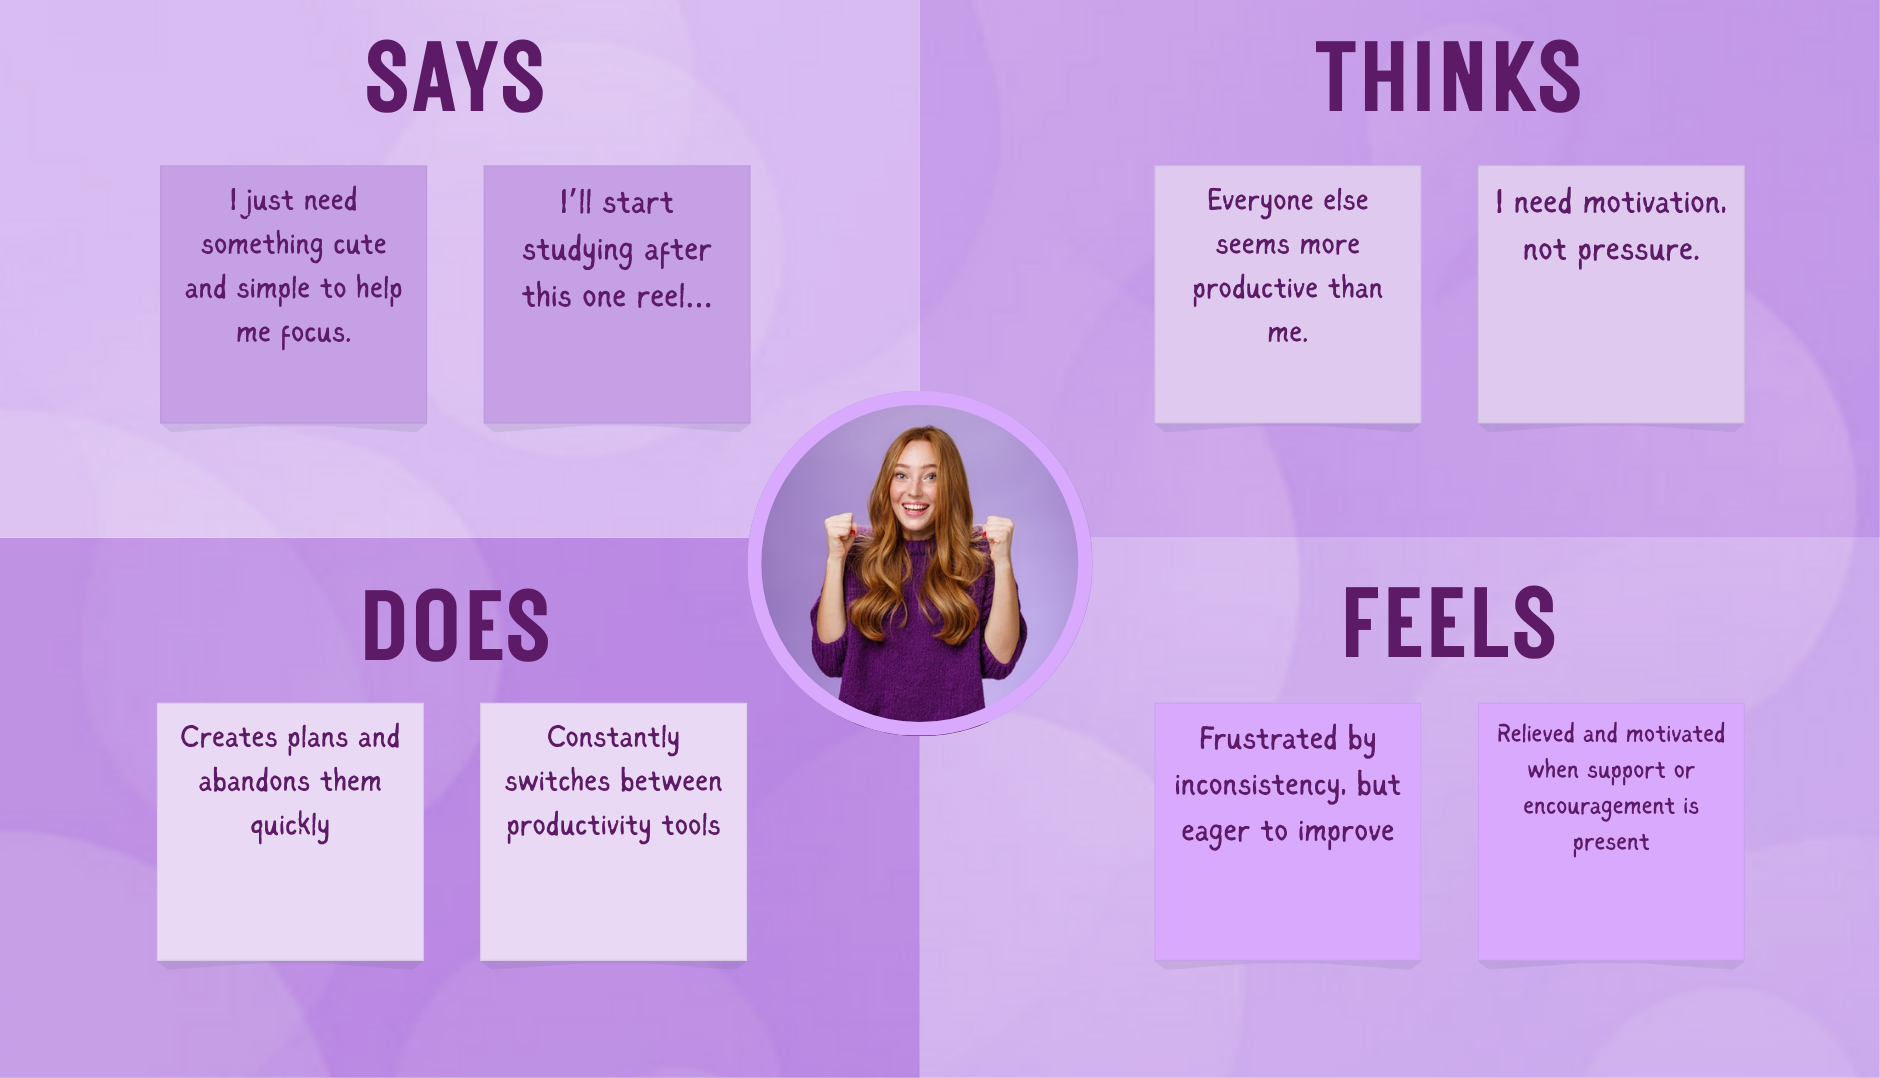 SAYS
I just need
something cute
and simple to help
me focus.
I'll start
studying after
this one reel...
THINKS
Everyone else
seems more
productive than
me.
I need motivation,
not pressure.
DOES
Creates plans and
abandons them
quickly
Constantly
switches between
productivity tools
FEELS
Frustrated by
inconsistency, but
eager to improve
Relieved and motivated
when support or
encouragement is
present